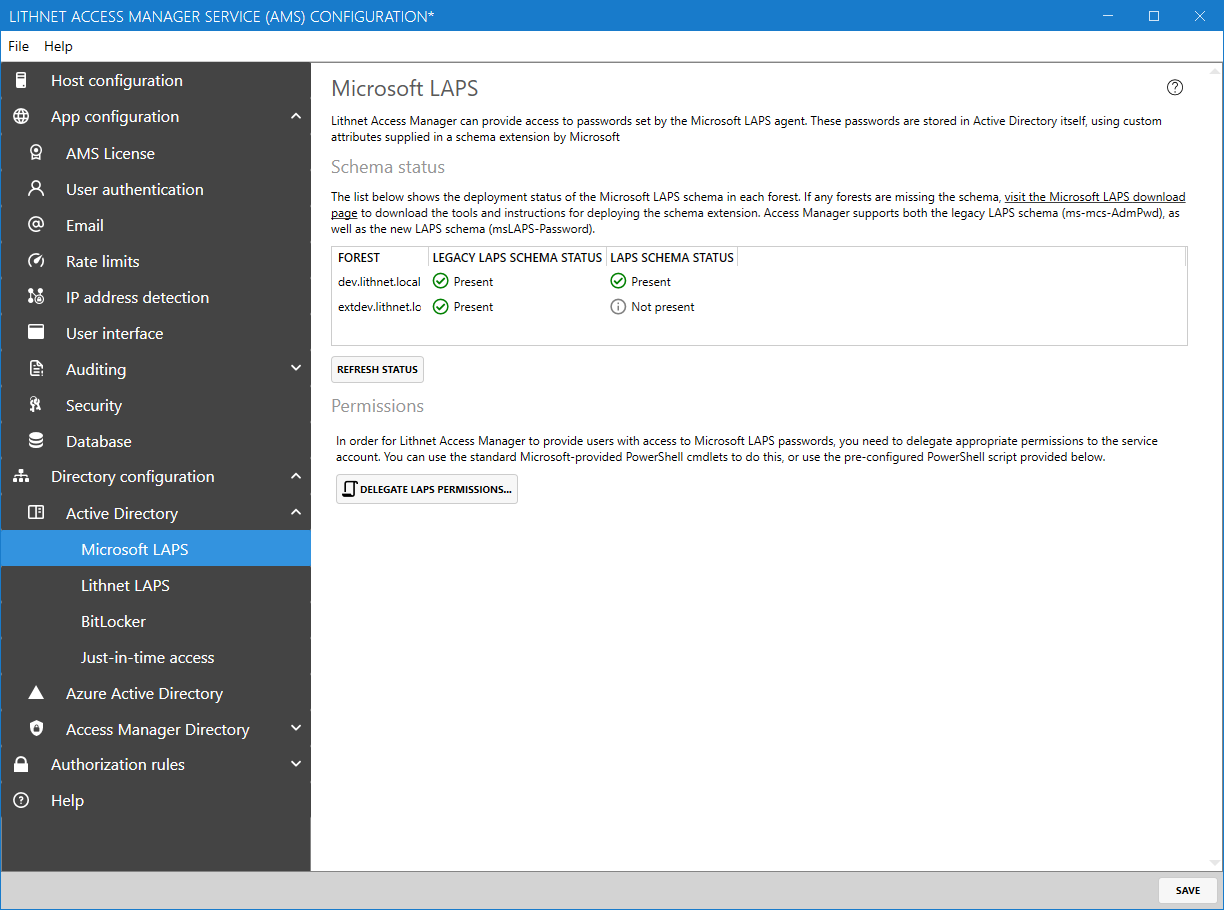 LITHNET ACCESS MANAGER SERVICE (AMS) CONFIGURATION*
File Help
Host configuration
App configuration
AMS License
User authentication
Email
Rate limits
IP address detection
User interface
Auditing
Security
Database
Directory configuration
Active Directory
Microsoft LAPS
Lithnet LAPS
BitLocker
Just-in-time access
Azure Active Directory
Access Manager Directory
Authorization rules
Help
Microsoft LAPS
Lithnet Access Manager can provide access to passwords set by the Microsoft LAPS agent. These passwords are stored in Active Directory itself, using custom
attributes supplied in a schema extension by Microsoft
Schema status
The list below shows the deployment status of the Microsoft LAPS schema in each forest. If any forests are missing the schema, visit the Microsoft LAPS download
page to download the tools and instructions for deploying the schema extension. Access Manager supports both the legacy LAPS schema (ms-mcs-AdmPwd), as
well as the new LAPS schema (msLAPS-Password).
FOREST LEGACY LAPS SCHEMA STATUS LAPS SCHEMA STATUS
dev.lithnet.local Present Present
extdev.lithnet.lo Present Not present
REFRESH STATUS
Permissions
In order for Lithnet Access Manager to provide users with access to Microsoft LAPS passwords, you need to delegate appropriate permissions to the service
account. You can use the standard Microsoft-provided PowerShell cmdlets to do this, or use the pre-configured PowerShell script provided below.
DELEGATE LAPS PERMISSIONS...
SAVE